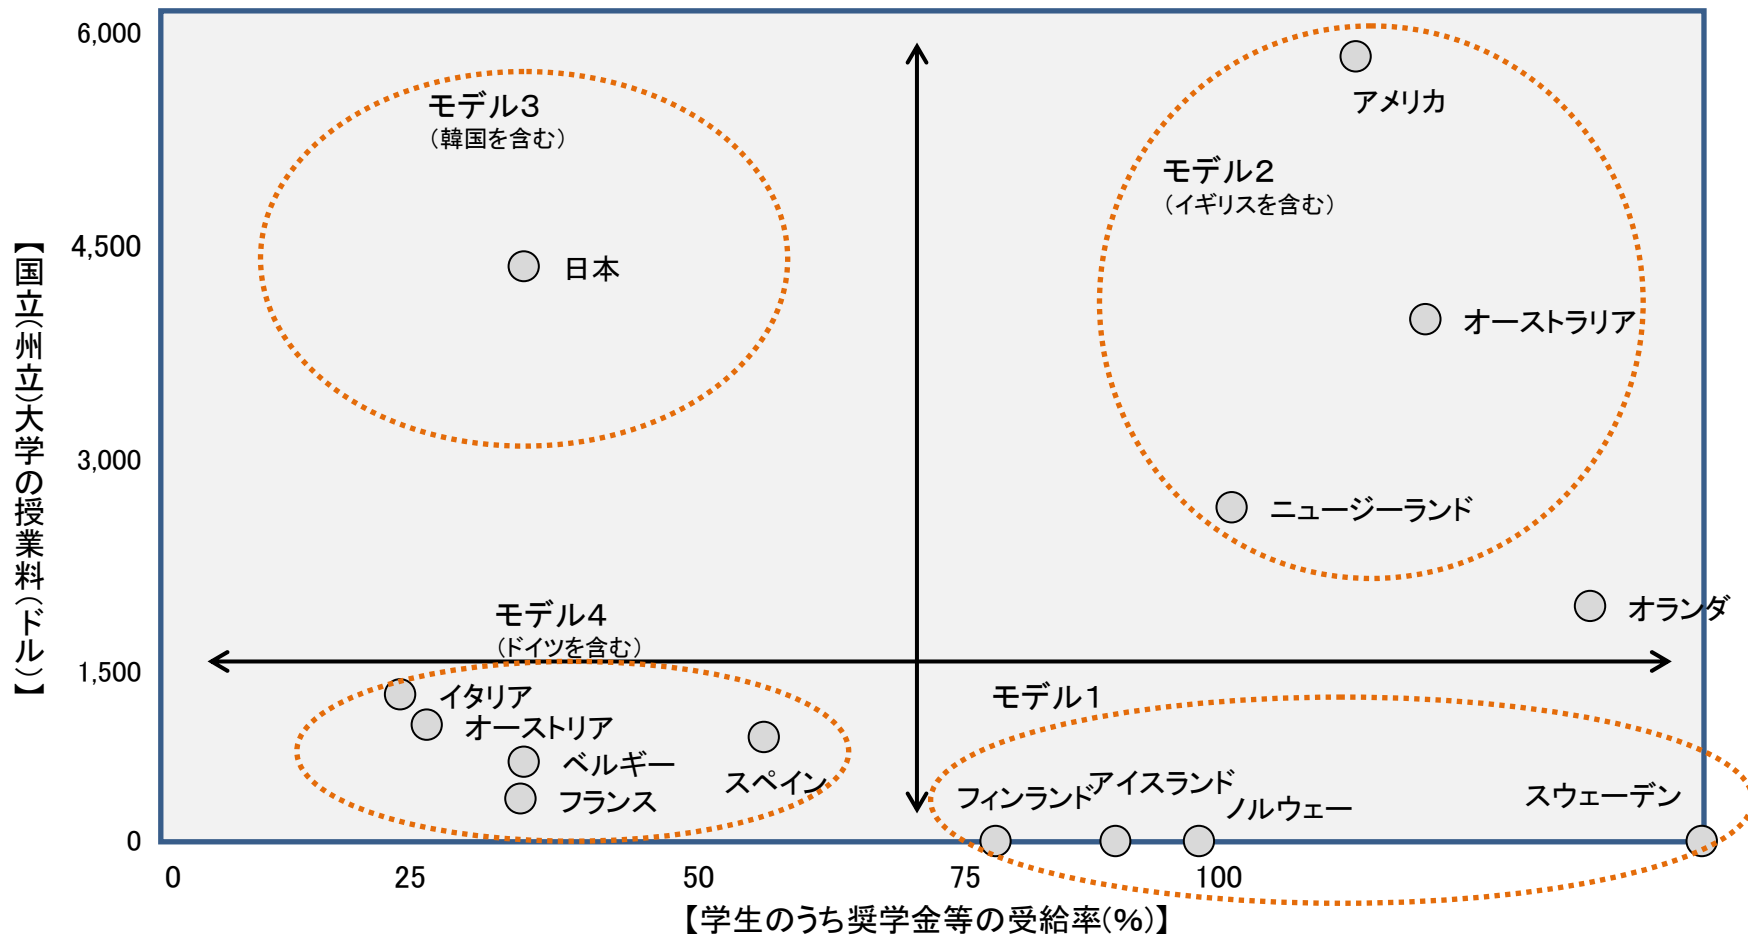 6,000
4,500
3,000
1,500
0
【国立(州立)大学の授業料(ドル)】
モデル3
(韓国を含む)
日本
アメリカ
モデル2
(イギリスを含む)
オーストラリア
ニュージーランド
オランダ
モデル4
(ドイツを含む)
イタリア
オーストリア
ベルギー
フランス
スペイン
モデル1
フィンランド
アイスランド
ノルウェー
スウェーデン
0 25 50 75 100
【学生のうち奨学金等の受給率(%)】